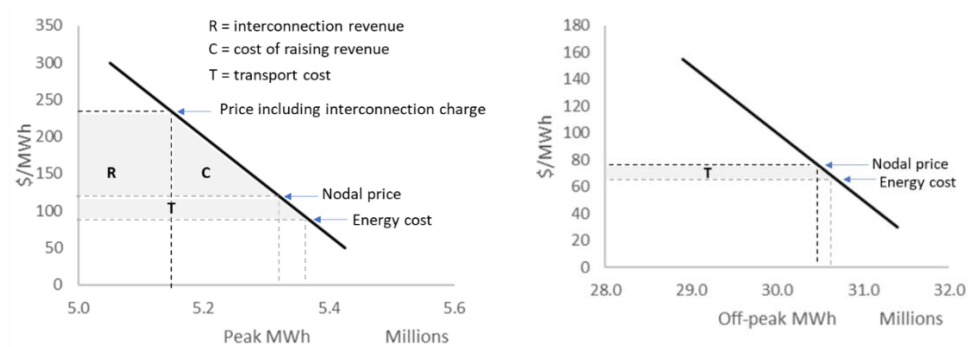 R = interconnection revenue
C = cost of raising revenue
T = transport cost
Price including interconnection charge
Nodal price
Energy cost
R
C
T
$/MWh
350
300
250
200
150
100
50
0
5.0 5.2 5.4 5.6
Peak MWh Millions
180
160
140
120
100
80
60
40
20
0
$/MWh
Nodal price
Energy cost
T
28.0 29.0 30.0 31.0 32.0
Off-peak MWh Millions